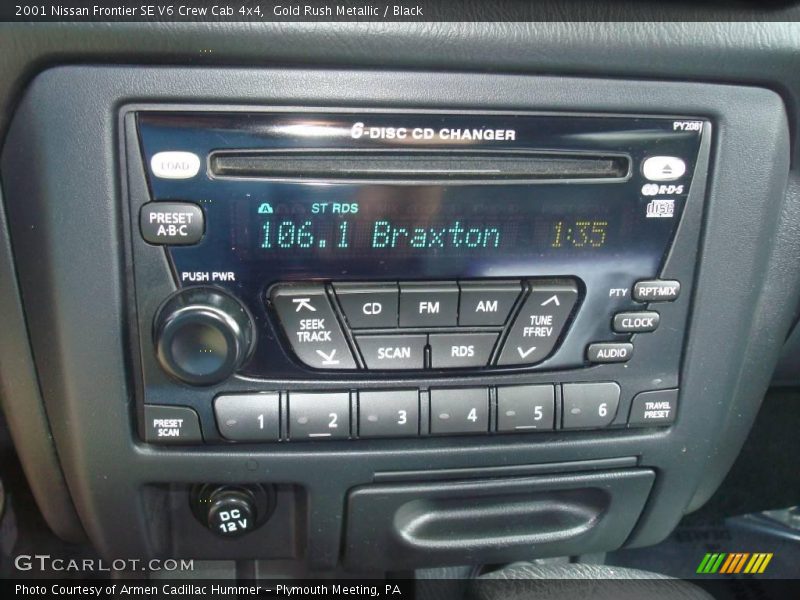 2001 Nissan Frontier SE V6 Crew Cab 4x4,  Gold Rush Metallic / Black
6-DISC CD CHANGER
PY208
LOAD
R·D·S
disc
PRESET
A·B·C
ST RDS
106.1 Braxton 1:35
PUSH PWR
SEEK
TRACK
CD
FM
AM
TUNE
FF·REV
SCAN
RDS
PTY
RPT·MIX
CLOCK
AUDIO
PRESET
SCAN
1
2
3
4
5
6
TRAVEL
PRESET
DC
12V
GTCARLOT.COM
Photo Courtesy of Armen Cadillac Hummer – Plymouth Meeting, PA